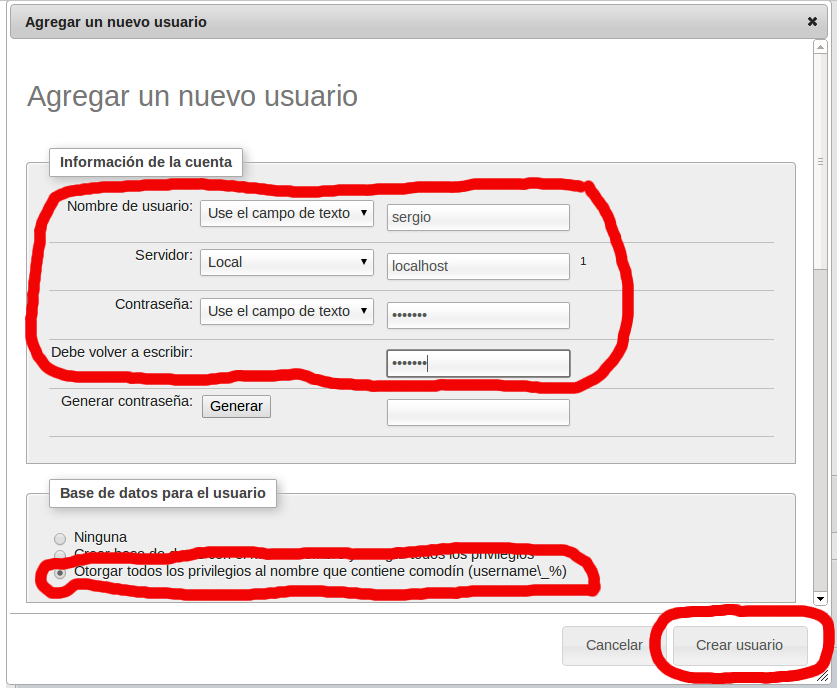 Agregar un nuevo usuario
Agregar un nuevo usuario
Información de la cuenta
Nombre de usuario: Use el campo de texto sergio
Servidor: Local localhost 1
Contraseña: Use el campo de texto •••••••
Debe volver a escribir: •••••••
Generar contraseña: Generar
Base de datos para el usuario
Ninguna
Crear base de todos los privilegios
Otorgar todos los privilegios al nombre que contiene comodín (username\_%)
Cancelar Crear usuario